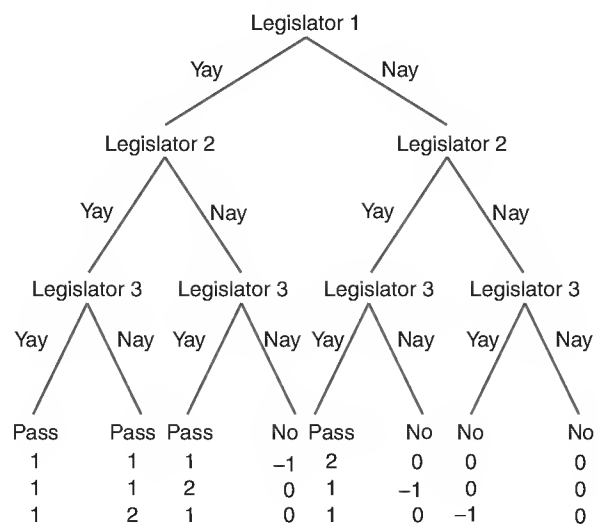 Legislator 1
Yay Nay
Legislator 2 Legislator 2
Yay Nay Yay Nay
Legislator 3 Legislator 3 Legislator 3 Legislator 3
Yay Nay Yay Nay Yay Nay Yay Nay
Pass Pass Pass No Pass No No No
1 1 1 −1 2 0 0 0
1 1 2 0 1 −1 0 0
1 2 1 0 1 0 −1 0